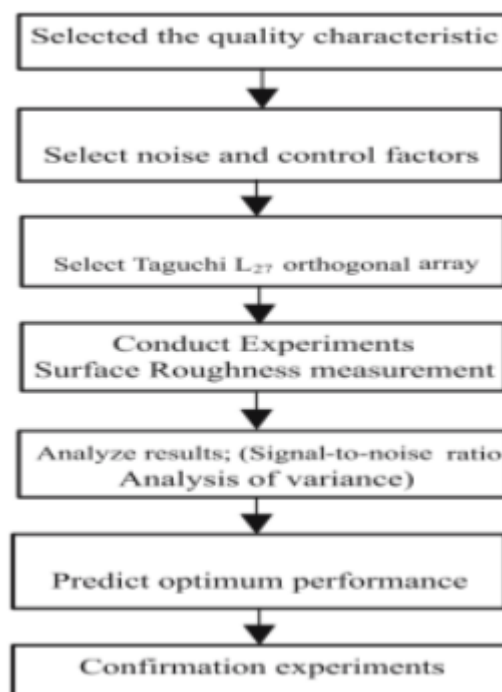 Selected the quality characteristic
Select noise and control factors
Select Taguchi L₂₇ orthogonal array
Conduct Experiments
Surface Roughness measurement
Analyze results; (Signal-to-noise ratio
Analysis of variance)
Predict optimum performance
Confirmation experiments